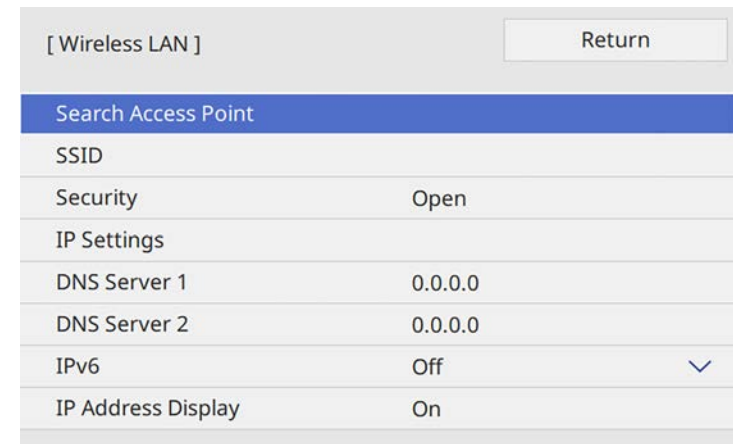 [ Wireless LAN ]
Return
Search Access Point
SSID
Security Open
IP Settings
DNS Server 1 0.0.0.0
DNS Server 2 0.0.0.0
IPv6 Off
IP Address Display On